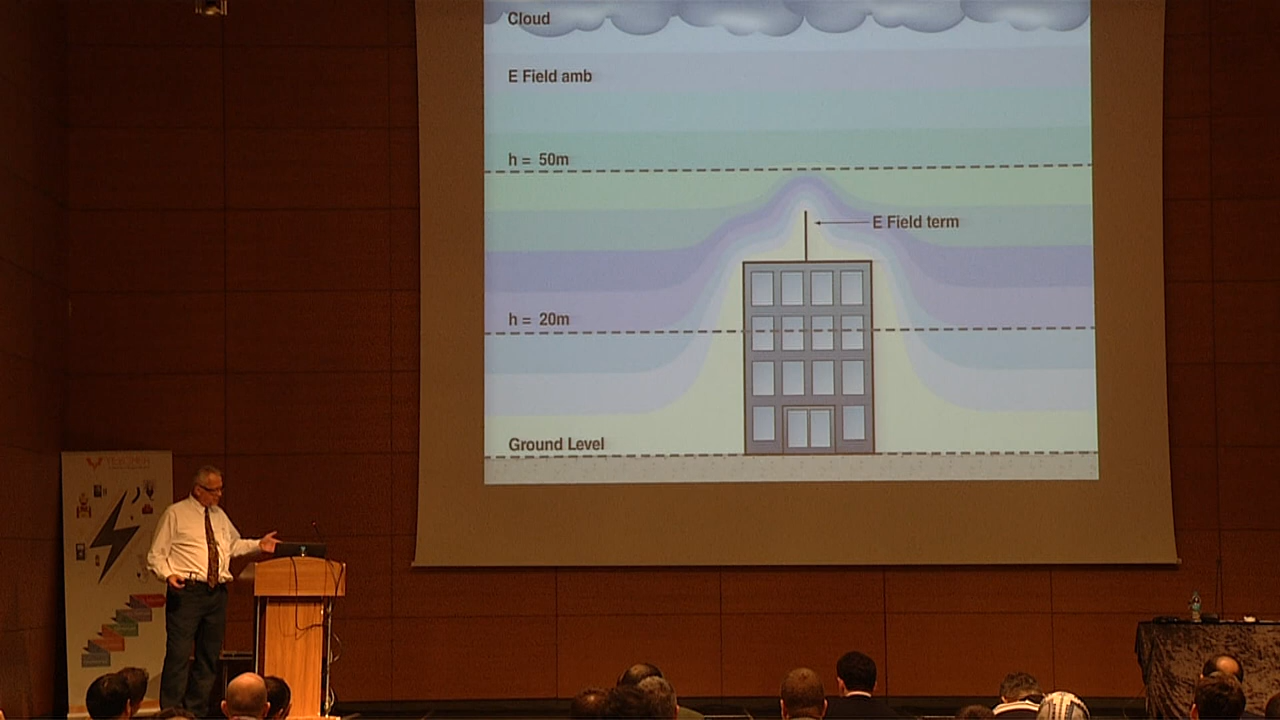 Cloud
E Field amb
h = 50m
E Field term
h = 20m
Ground Level